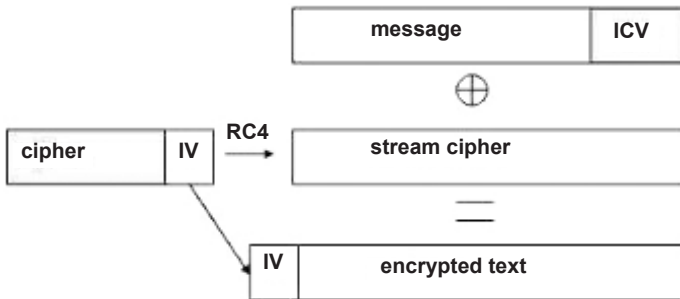 message ICV
RC4
cipher IV stream cipher
IV encrypted text